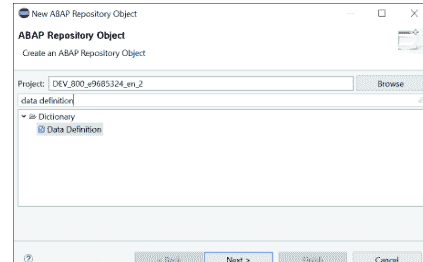 New ABAP Repository Object
ABAP Repository Object
Create an ABAP Repository Object
Project: DEV_800_e9685324_en_2 Browse
data definition
Dictionary
Data Definition
< Back Next > Finish Cancel